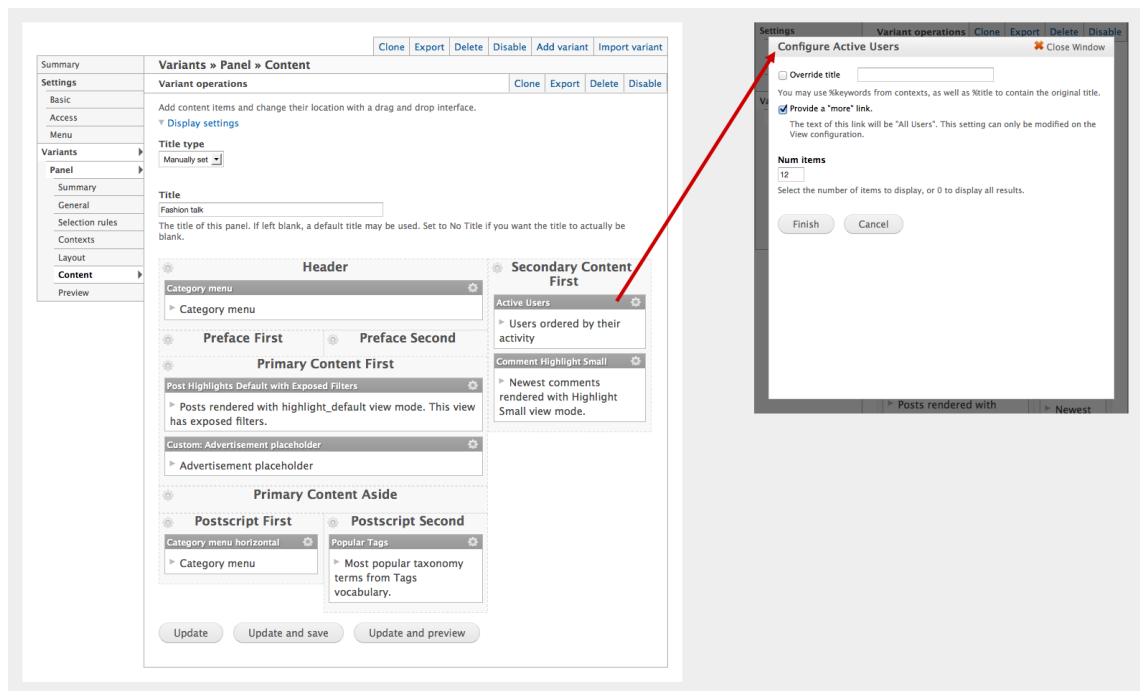 Clone Export Delete Disable Add variant Import variant
Summary
Settings
Basic
Access
Menu
Variants
Panel
Summary
General
Selection rules
Contexts
Layout
Content
Preview
Variants » Panel » Content
Variant operations
Clone Export Delete Disable
Add content items and change their location with a drag and drop interface.
Display settings
Title type
Manually set
Title
Fashion talk
The title of this panel. If left blank, a default title may be used. Set to No Title if you want the title to actually be
blank.
Header
Category menu
Category menu
Preface First Preface Second
Primary Content First
Post Highlights Default with Exposed Filters
Posts rendered with highlight_default view mode. This view
has exposed filters.
Custom: Advertisement placeholder
Advertisement placeholder
Primary Content Aside
Postscript First
Category menu horizontal
Category menu
Postscript Second
Popular Tags
Most popular taxonomy
terms from Tags
vocabulary.
Secondary Content
First
Active Users
Users ordered by their
activity
Comment Highlight Small
Newest comments
rendered with Highlight
Small view mode.
Update Update and save Update and preview
Settings Variant operations Clone Export Delete Disable
Configure Active Users
Close Window
Override title
You may use %keywords from contexts, as well as %title to contain the original title.
Va
Provide a "more" link.
The text of this link will be "All Users". This setting can only be modified on the
View configuration.
Num items
12
Select the number of items to display, or 0 to display all results.
Finish Cancel
Posts rendered with Newest